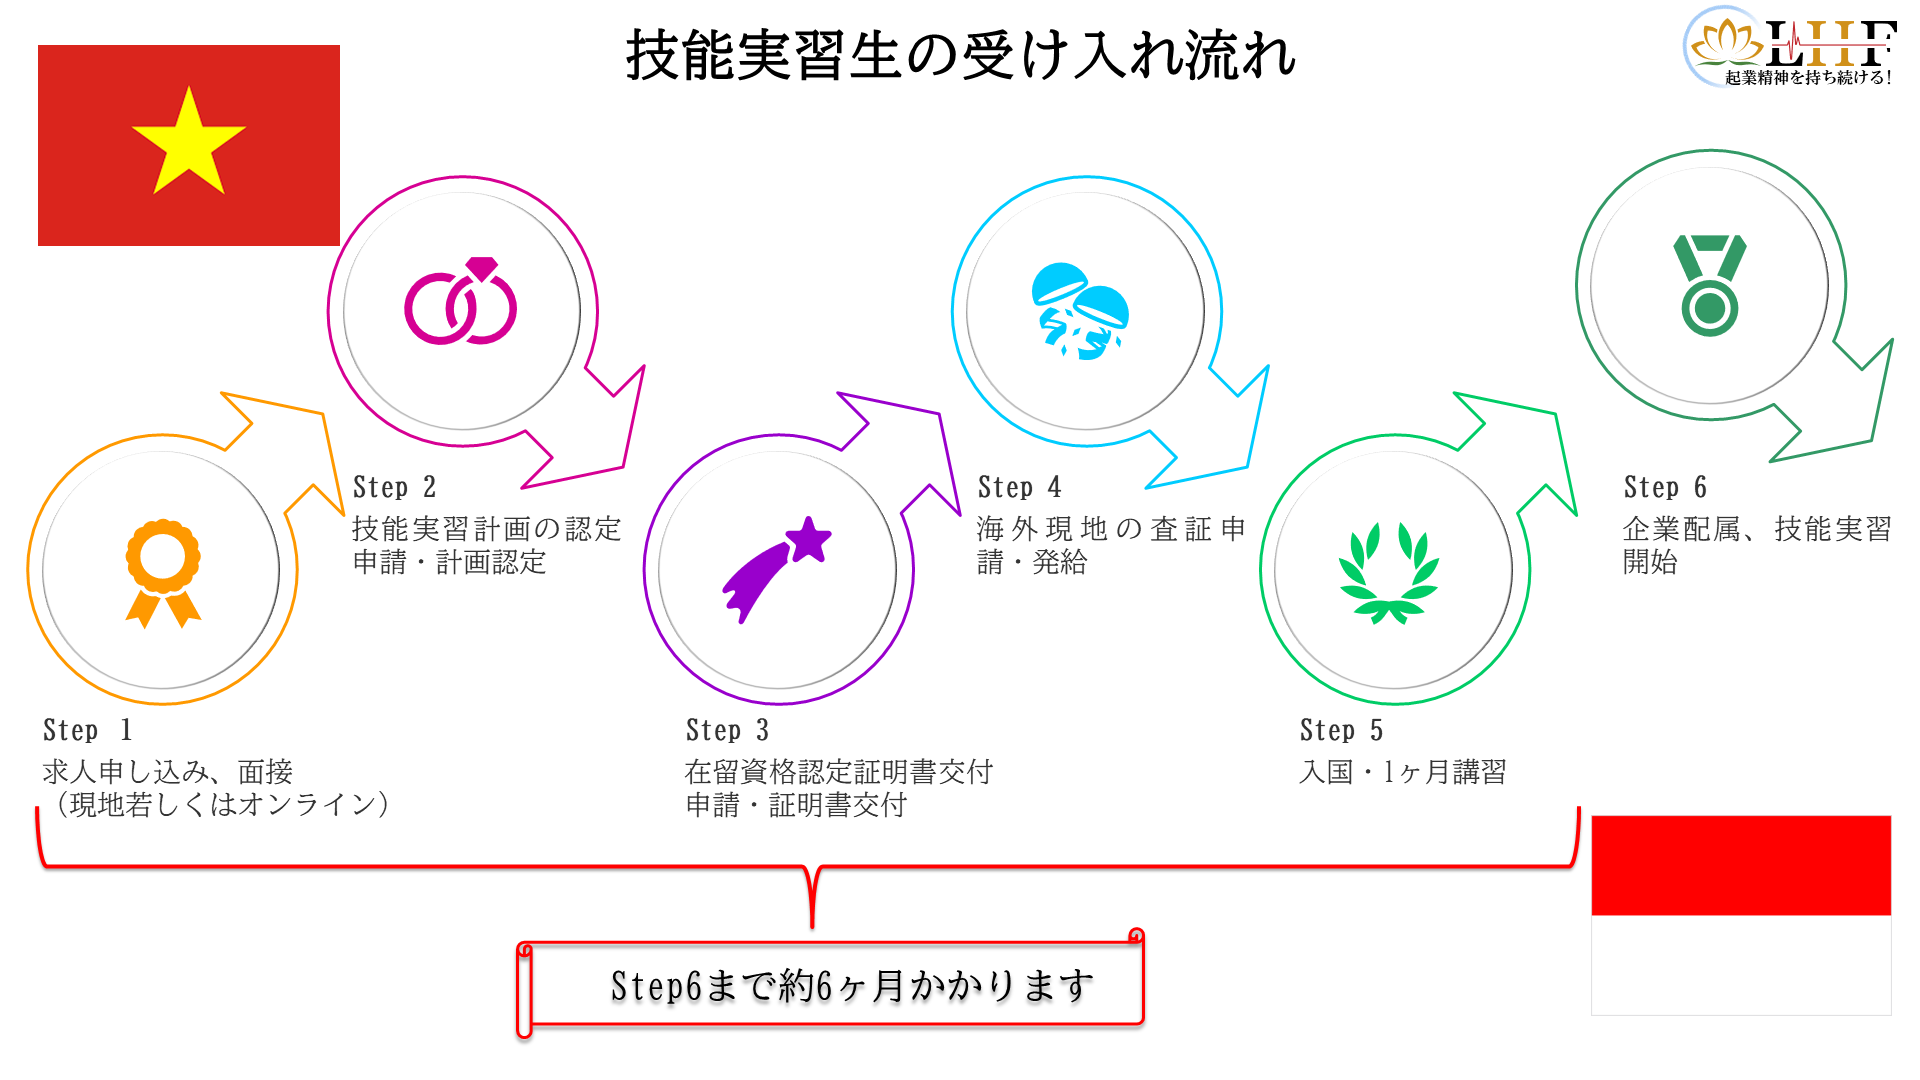 技能実習生の受け入れ流れ
LHF
起業精神を持ち続ける!
Step 1
求人申し込み、面接
（現地若しくはオンライン）
Step 2
技能実習計画の認定
申請・計画認定
Step 3
在留資格認定証明書交付
申請・証明書交付
Step 4
海外現地の査証申
請・発給
Step 5
入国・1ヶ月講習
Step 6
企業配属、技能実習
開始
Step6まで約6ヶ月かかります